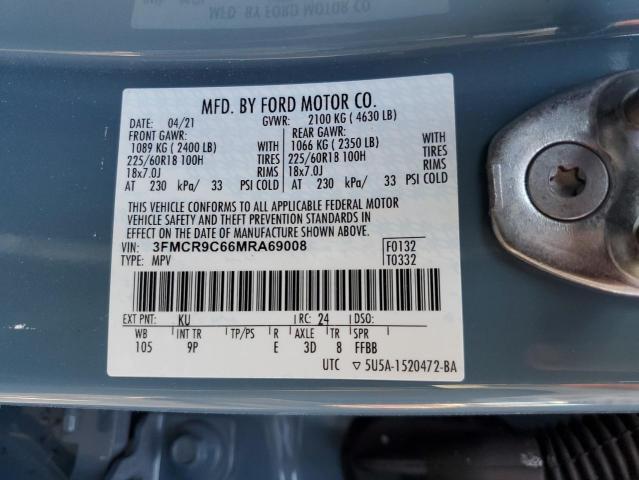 MFD. BY FORD MOTOR CO.
MFD. BY FORD MOTOR CO.
DATE: 04/21 GVWR: 2100 KG ( 4630 LB)
FRONT GAWR: REAR GAWR:
1089 KG ( 2400 LB) WITH 1066 KG ( 2350 LB) WITH
225/60R18 100H TIRES 225/60R18 100H TIRES
18x7.0J RIMS 18x7.0J RIMS
AT 230 kPa/ 33 PSI COLD AT 230 kPa/ 33 PSI COLD
THIS VEHICLE CONFORMS TO ALL APPLICABLE FEDERAL MOTOR
VEHICLE SAFETY AND THEFT PREVENTION STANDARDS IN
EFFECT ON THE DATE OF MANUFACTURE SHOWN ABOVE.
VIN: 3FMCR9C66MRA69008 F0132
TYPE: MPV T0332
EXT PNT: KU RC: 24 DSO:
WB INT TR TP/PS R AXLE TR SPR
105 9P E 3D 8 FFBB
UTC ▽ 5U5A-1520472-BA